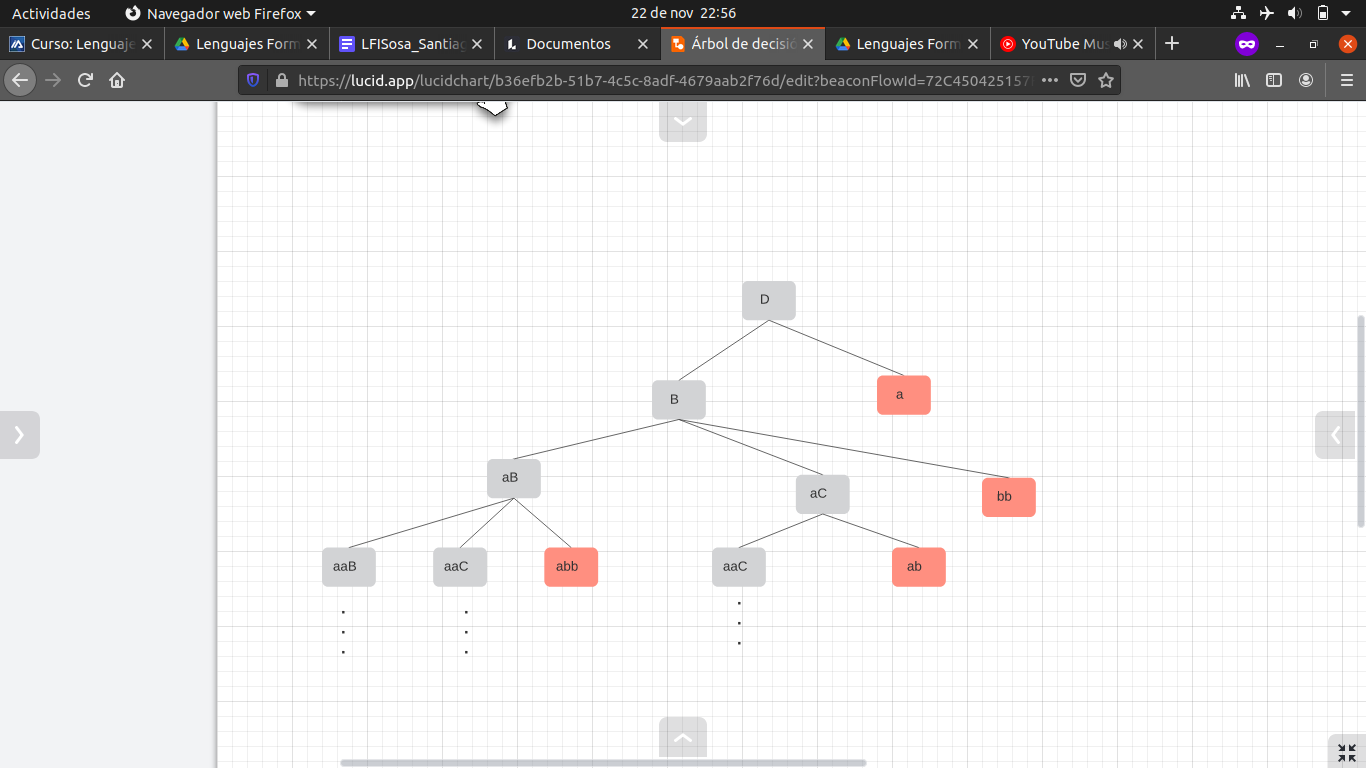 Actividades
Navegador web Firefox
22 de nov 22:56
Curso: Lenguaje
Lenguajes Form
LFISosa_Santiag
Documentos
Árbol de decisió
Lenguajes Form
YouTube Mus
https://lucid.app/lucidchart/b36efb2b-51b7-4c5c-8adf-4679aab2f76d/edit?beaconFlowId=72C450425157
D
B
a
aB
aC
bb
aaB
aaC
abb
aaC
ab